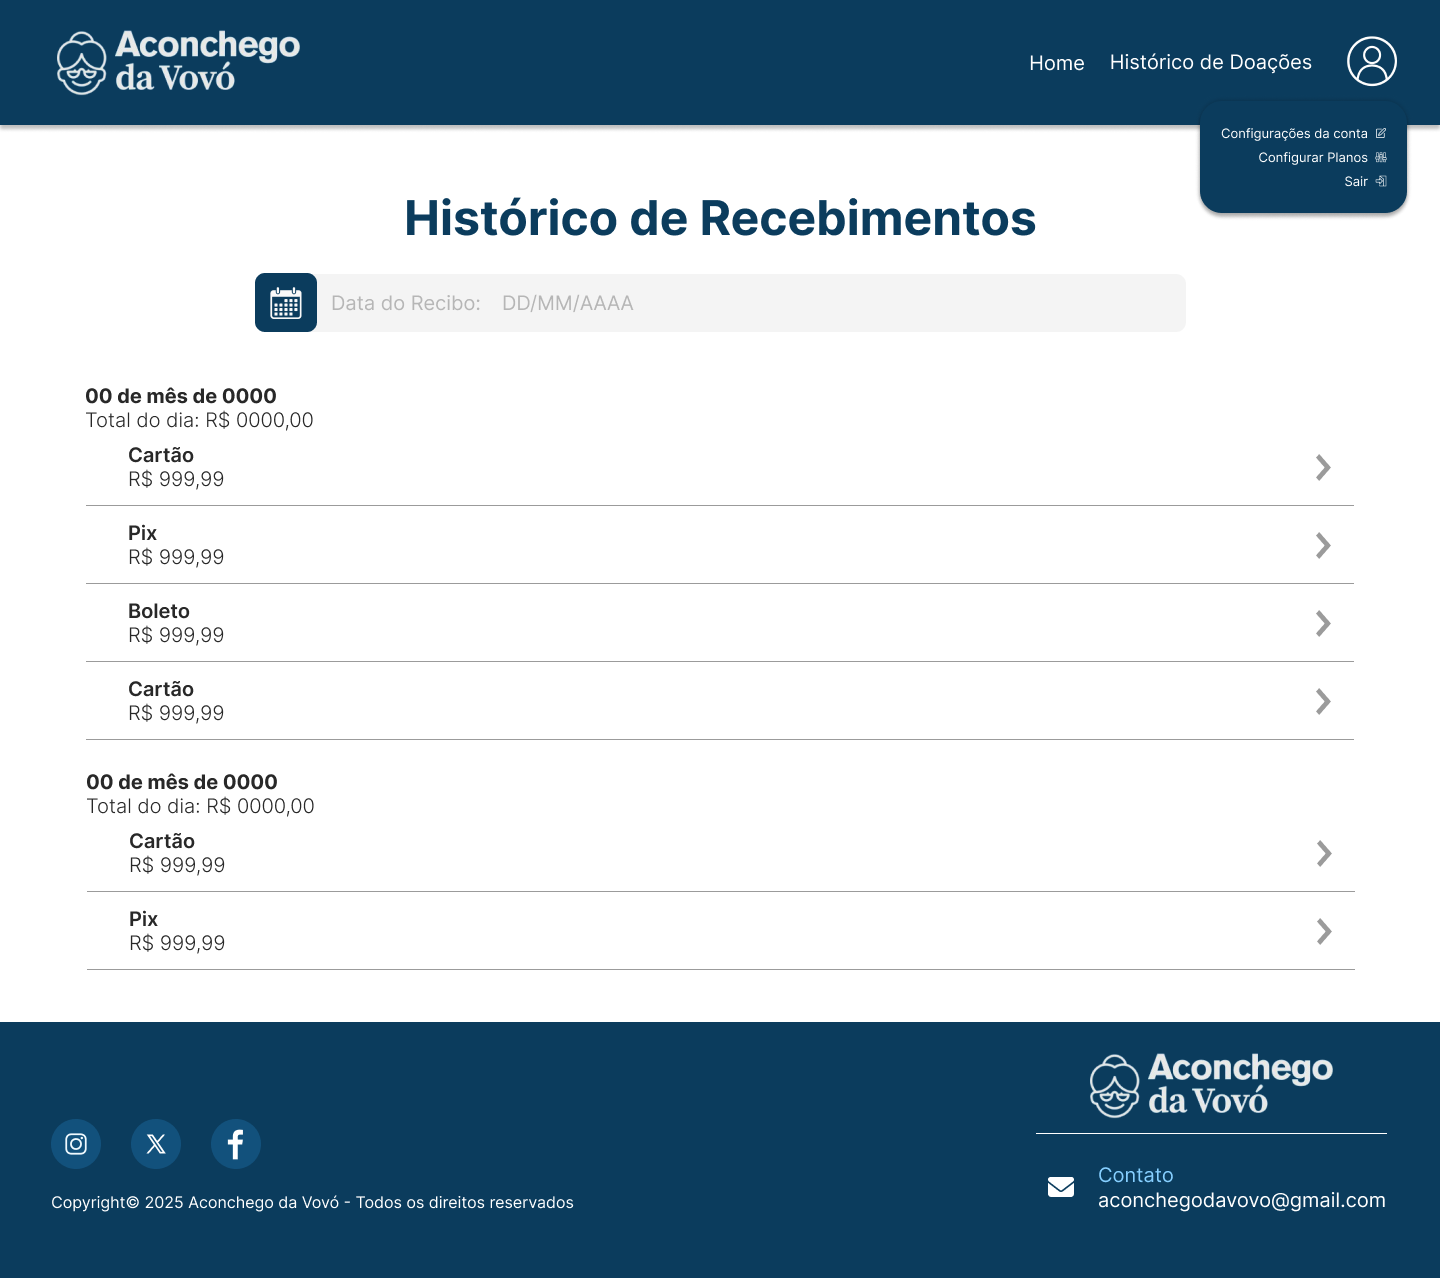 Aconchego
da Vovó
Home
Histórico de Doações
Configurações da conta
Configurar Planos
Sair
Histórico de Recebimentos
Data do Recibo: DD/MM/AAAA
00 de mês de 0000
Total do dia: R$ 0000,00
Cartão
R$ 999,99
Pix
R$ 999,99
Boleto
R$ 999,99
Cartão
R$ 999,99
00 de mês de 0000
Total do dia: R$ 0000,00
Cartão
R$ 999,99
Pix
R$ 999,99
Aconchego
da Vovó
Contato
aconchegodavovo@gmail.com
Copyright© 2025 Aconchego da Vovó - Todos os direitos reservados